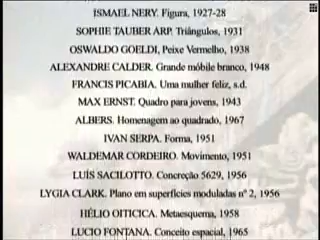 ISMAEL NERY. Figura, 1927-28
SOPHIE TAUBER ARP. Triângulos, 1931
OSWALDO GOELDI, Peixe Vermelho, 1938
ALEXANDRE CALDER. Grande móbile branco, 1948
FRANCIS PICABIA. Uma mulher feliz, s.d.
MAX ERNST. Quadro para jovens, 1943
ALBERS. Homenagem ao quadrado, 1967
IVAN SERPA. Forma, 1951
WALDEMAR CORDEIRO. Movimento, 1951
LUÍS SACILOTTO. Concreção 5629, 1956
LYGIA CLARK. Plano em superfícies moduladas nº 2, 1956
HÉLIO OITICICA. Metaesquema, 1958
LUCIO FONTANA. Conceito espacial, 1965